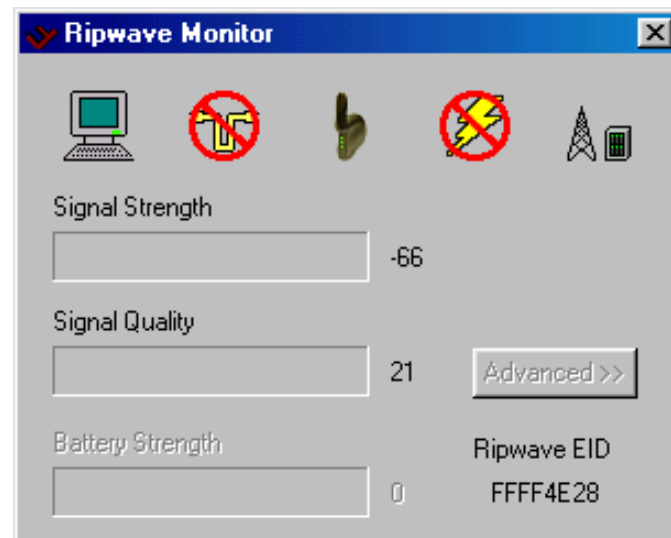 Ripwave Monitor
Signal Strength
-66
Signal Quality
21
Advanced >>
Battery Strength
0
Ripwave EID
FFFF4E28